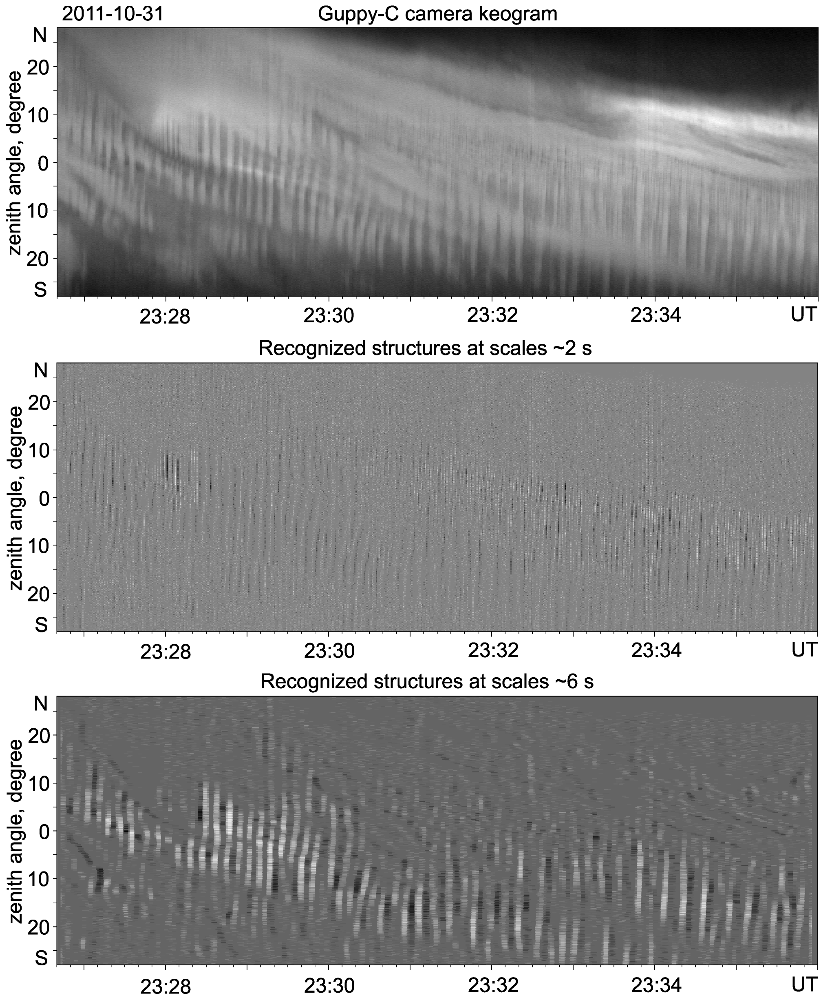 2011-10-31 Guppy-C camera keogram
N
20
10
0
10
20
S
zenith angle, degree
23:28 23:30 23:32 23:34 UT
Recognized structures at scales ~2 s
N
20
10
0
10
20
S
zenith angle, degree
23:28 23:30 23:32 23:34 UT
Recognized structures at scales ~6 s
N
20
10
0
10
20
S
zenith angle, degree
23:28 23:30 23:32 23:34 UT